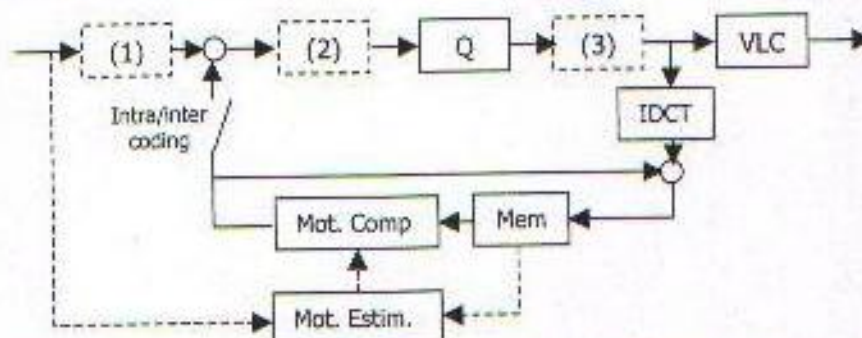 (1)
(2)
Q
(3)
VLC
Intra/inter
coding
IDCT
Mot. Comp
Mem
Mot. Estim.